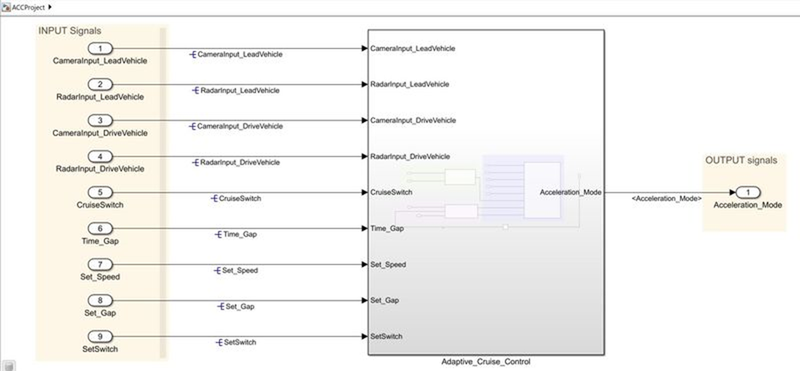 ACCProject
INPUT Signals
1
CameraInput_LeadVehicle
2
RadarInput_LeadVehicle
3
CameraInput_DriveVehicle
4
RadarInput_DriveVehicle
5
CruiseSwitch
6
Time_Gap
7
Set_Speed
8
Set_Gap
9
SetSwitch
CameraInput_LeadVehicle
RadarInput_LeadVehicle
CameraInput_DriveVehicle
RadarInput_DriveVehicle
CruiseSwitch
Time_Gap
Set_Speed
Set_Gap
SetSwitch
CameraInput_LeadVehicle
RadarInput_LeadVehicle
CameraInput_DriveVehicle
RadarInput_DriveVehicle
CruiseSwitch
Time_Gap
Set_Speed
Set_Gap
SetSwitch
Acceleration_Mode
Adaptive_Cruise_Control
<Acceleration_Mode>
OUTPUT signals
1
Acceleration_Mode